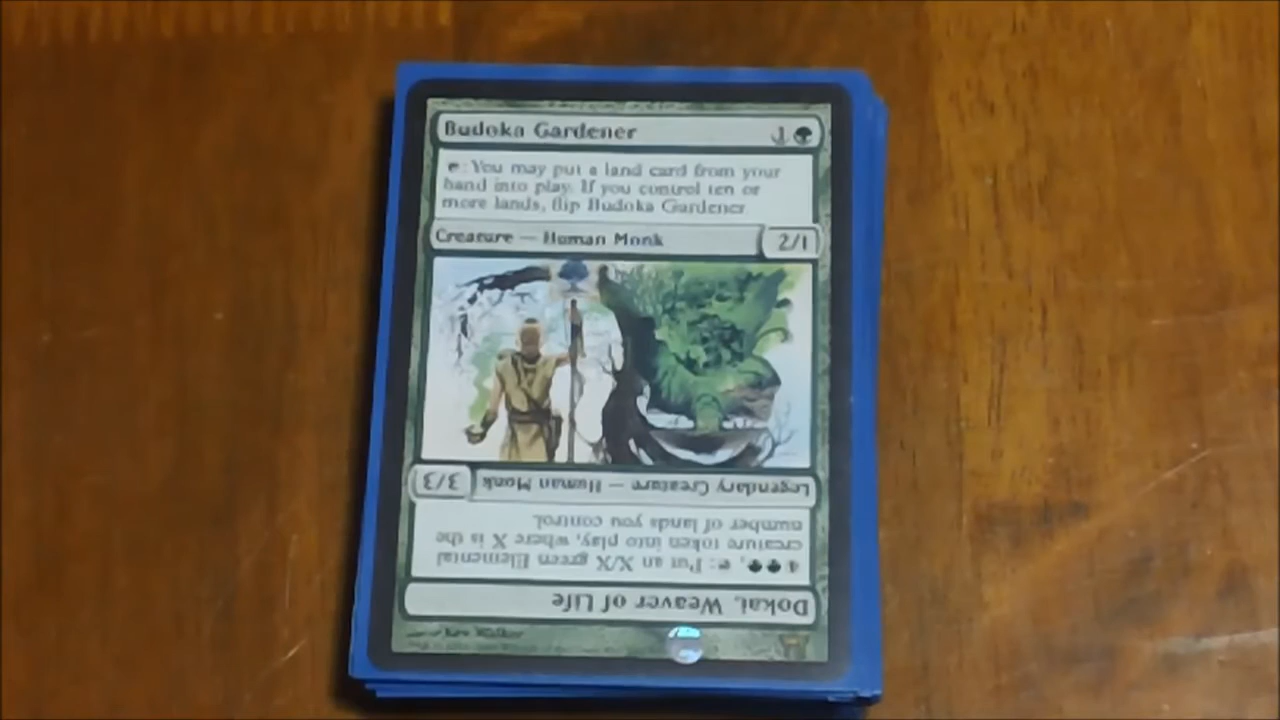 Budoka Gardener 1
: You may put a land card from your
hand into play. If you control ten or
more lands, flip Budoka Gardener
Creature — Human Monk 2/1
Legendary Creature — Human Monk 3/3
4 , : Put an X/X green Elemental
creature token into play, where X is the
number of lands you control.
Dokai, Weaver of Life